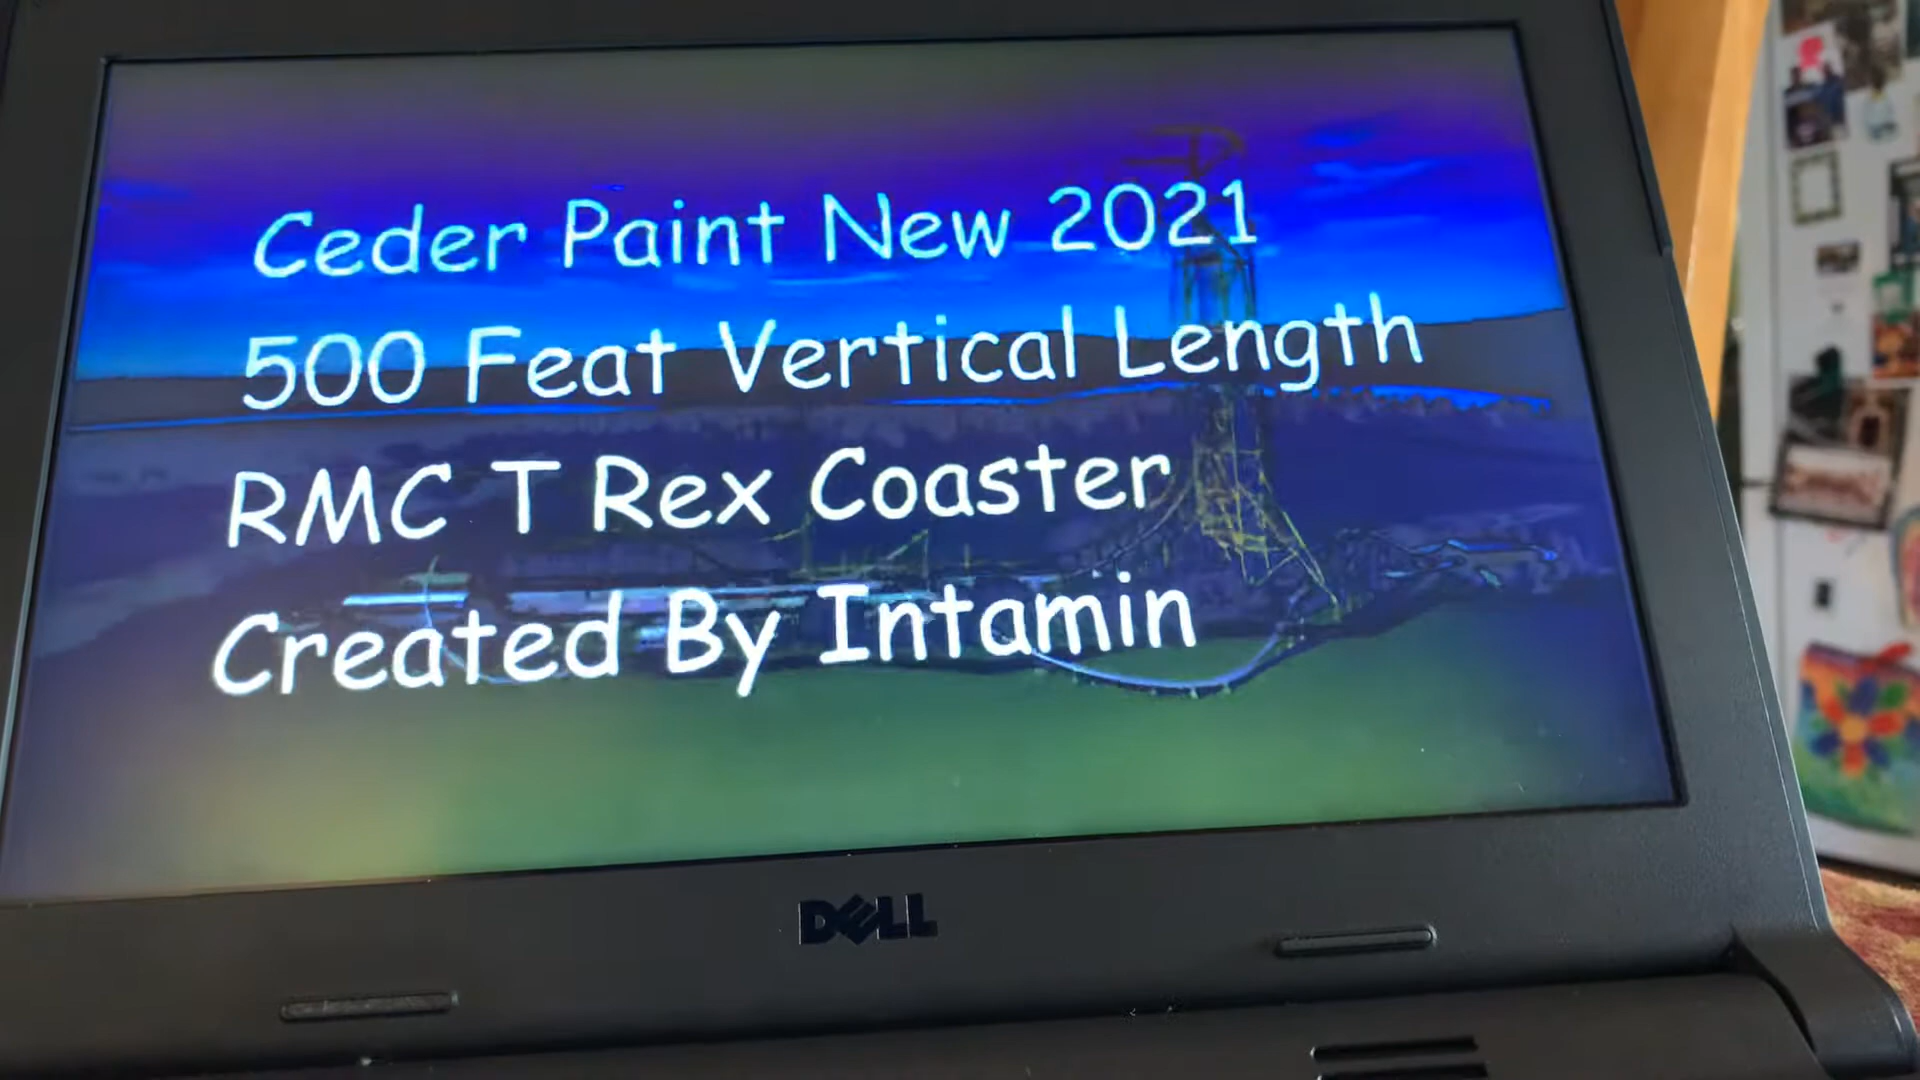 Ceder Paint New 2021
500 Feat Vertical Length
RMC T Rex Coaster
Created By Intamin
DELL